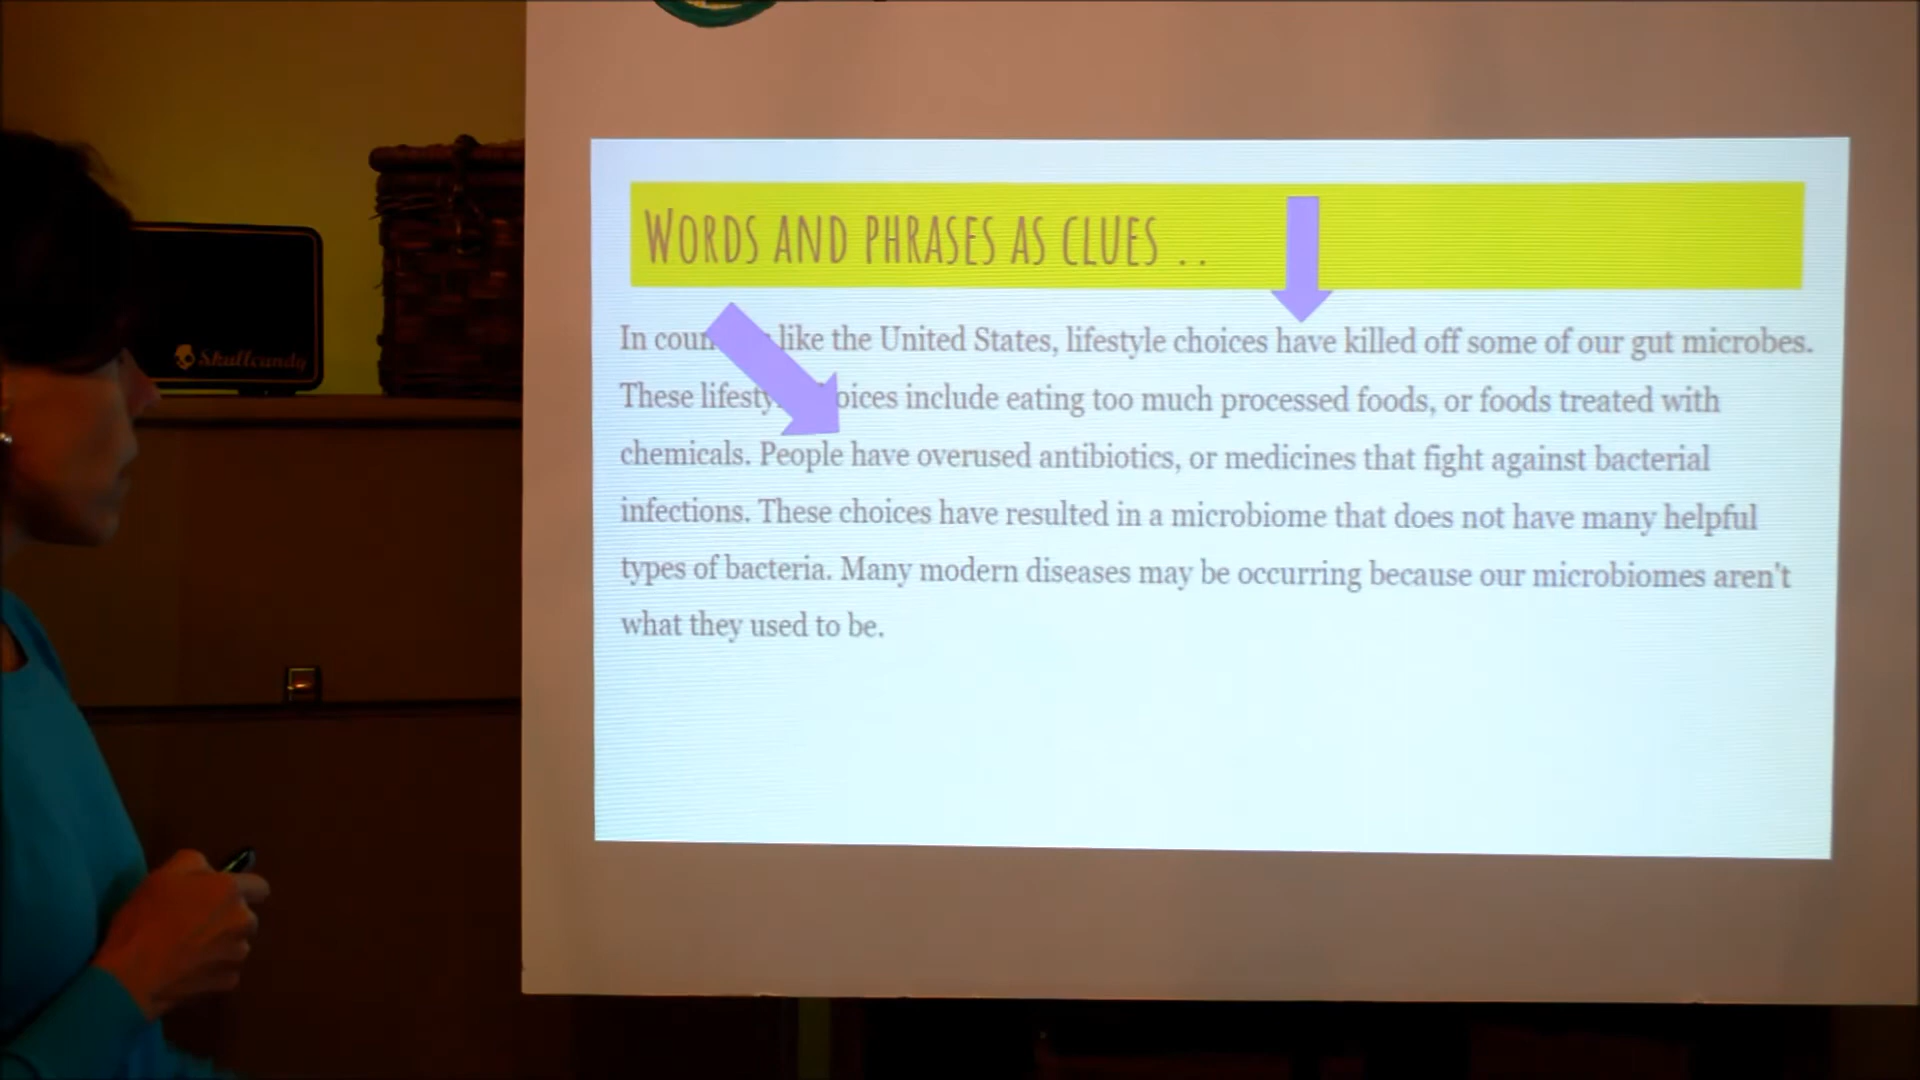 WORDS AND PHRASES AS CLUES . .
In coun like the United States, lifestyle choices have killed off some of our gut microbes.
These lifesty oices include eating too much processed foods, or foods treated with
chemicals. People have overused antibiotics, or medicines that fight against bacterial
infections. These choices have resulted in a microbiome that does not have many helpful
types of bacteria. Many modern diseases may be occurring because our microbiomes aren't
what they used to be.
Skullcandy